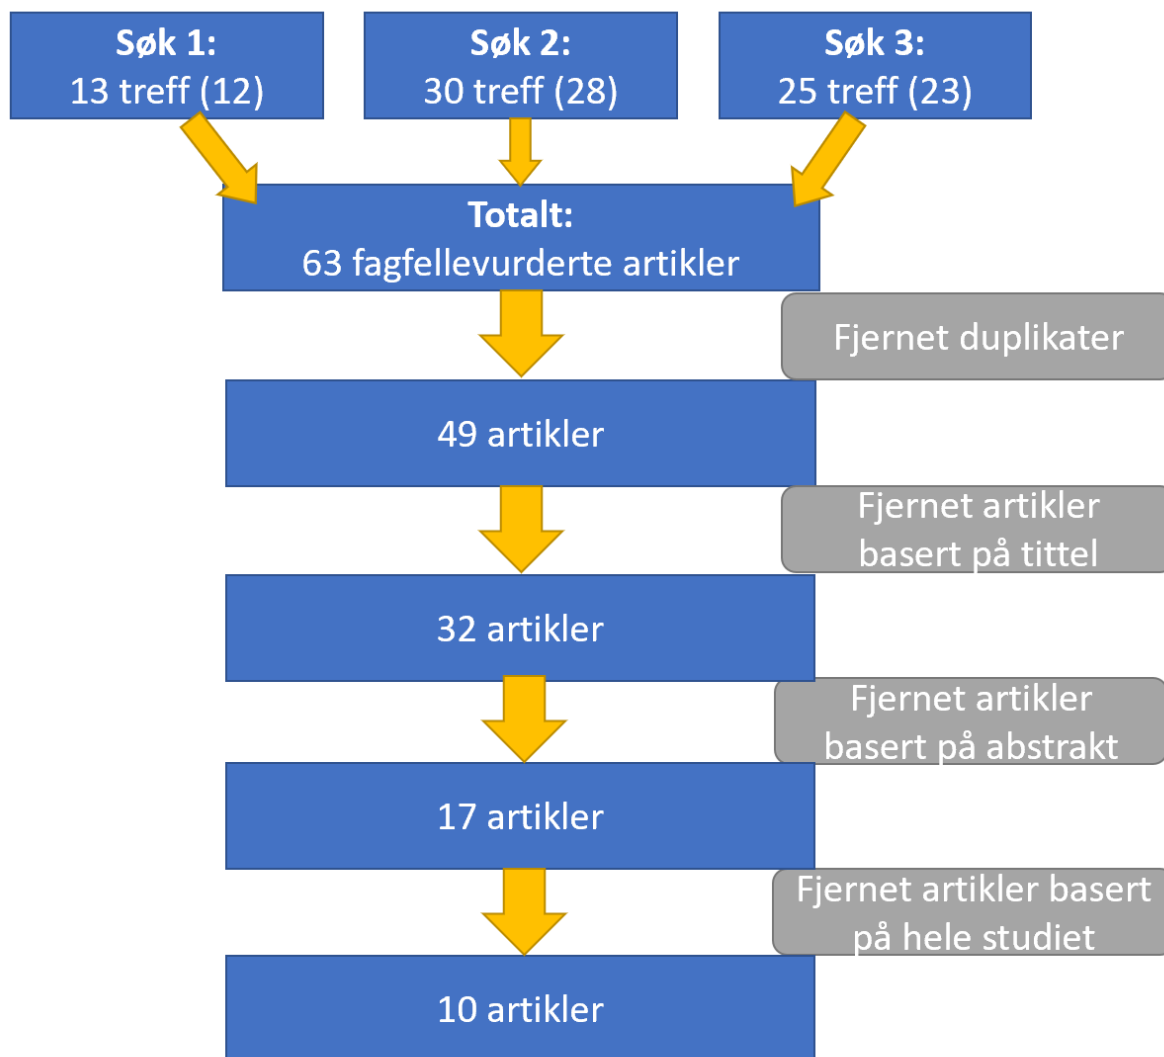 Søk 1:
13 treff (12)
Søk 2:
30 treff (28)
Søk 3:
25 treff (23)
Totalt:
63 fagfellevurderte artikler
Fjernet duplikater
49 artikler
Fjernet artikler
basert på tittel
32 artikler
Fjernet artikler
basert på abstrakt
17 artikler
Fjernet artikler basert
på hele studiet
10 artikler